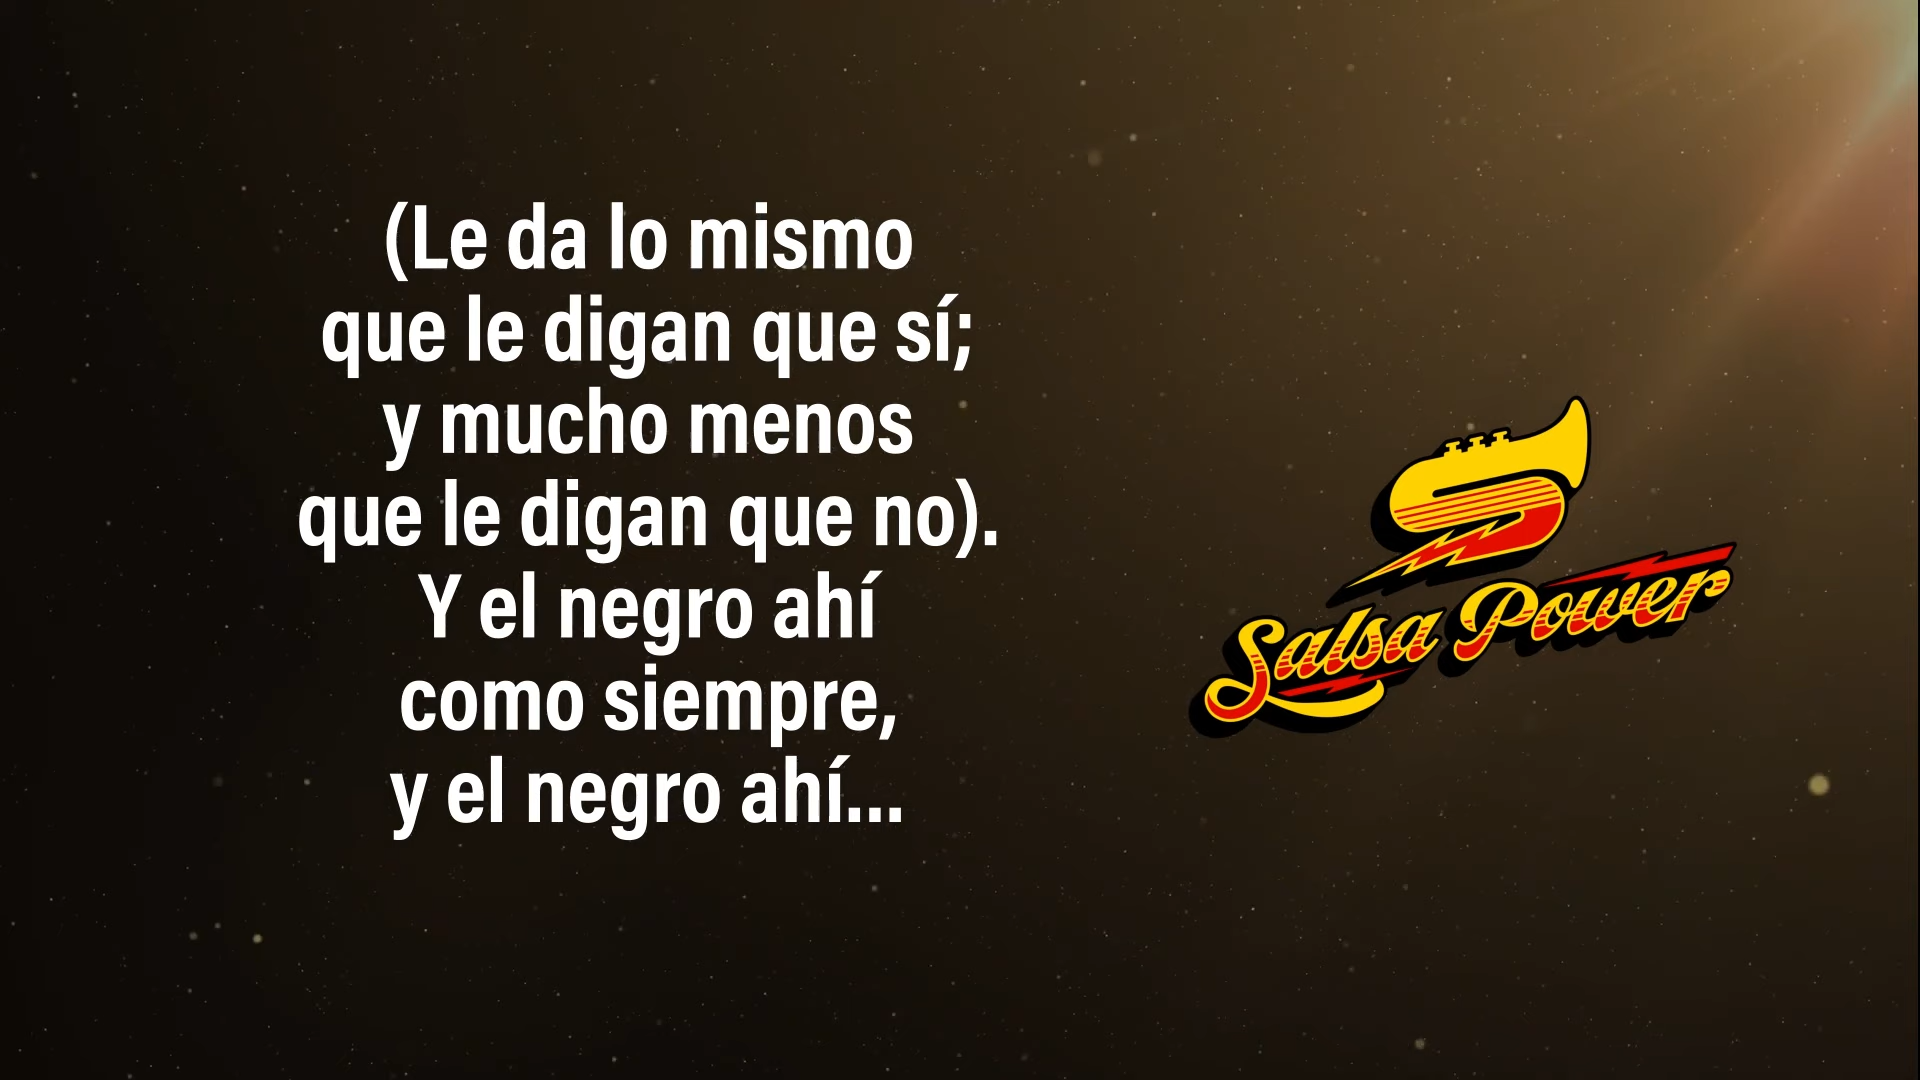 (Le da lo mismo
que le digan que sí;
y mucho menos
que le digan que no).
Y el negro ahí
como siempre,
y el negro ahí...
Salsa Power